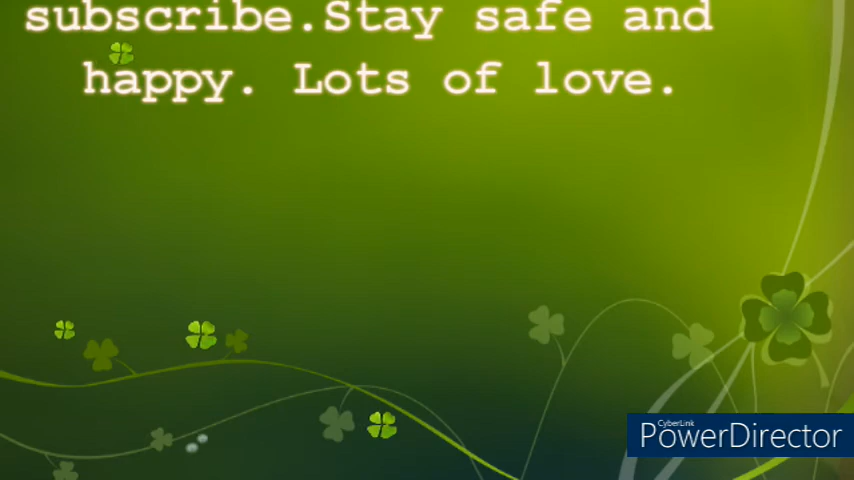 subscribe.Stay safe and
happy. Lots of love.
CyberLink
PowerDirector